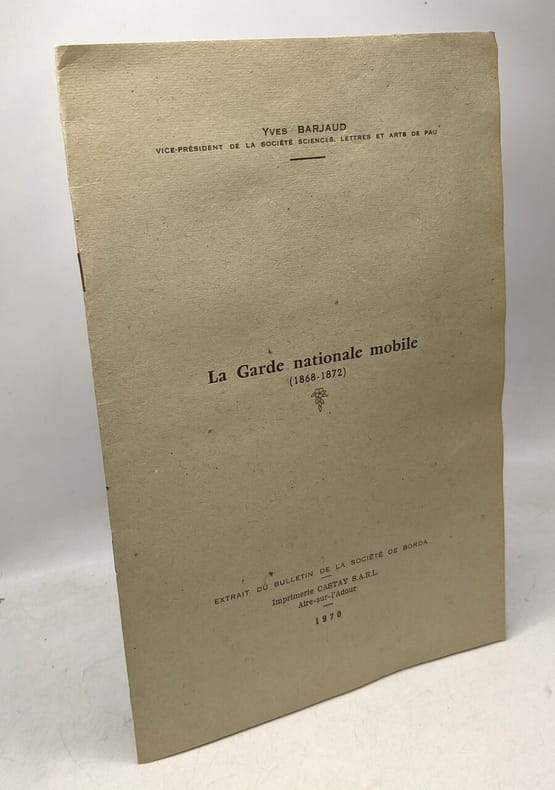 Yves BARJAUD
VICE-PRÉSIDENT DE LA SOCIÉTÉ SCIENCES, LETTRES ET ARTS DE PAU
La Garde nationale mobile
(1868-1872)
EXTRAIT DU BULLETIN DE LA SOCIÉTÉ DE BORDA
Imprimerie CASTAY S.A.R.L.
Aire-sur-l'Adour
1970